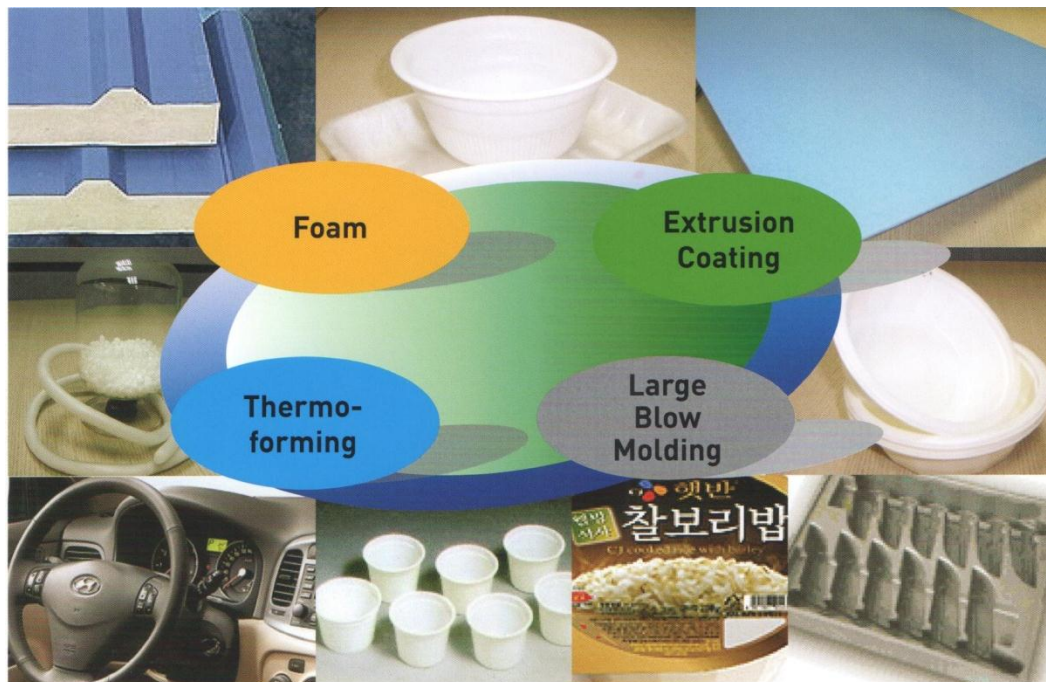 Foam
Extrusion
Coating
Thermo-
forming
Large
Blow
Molding
햇반
찰보리밥
CJ cooked rice with barley